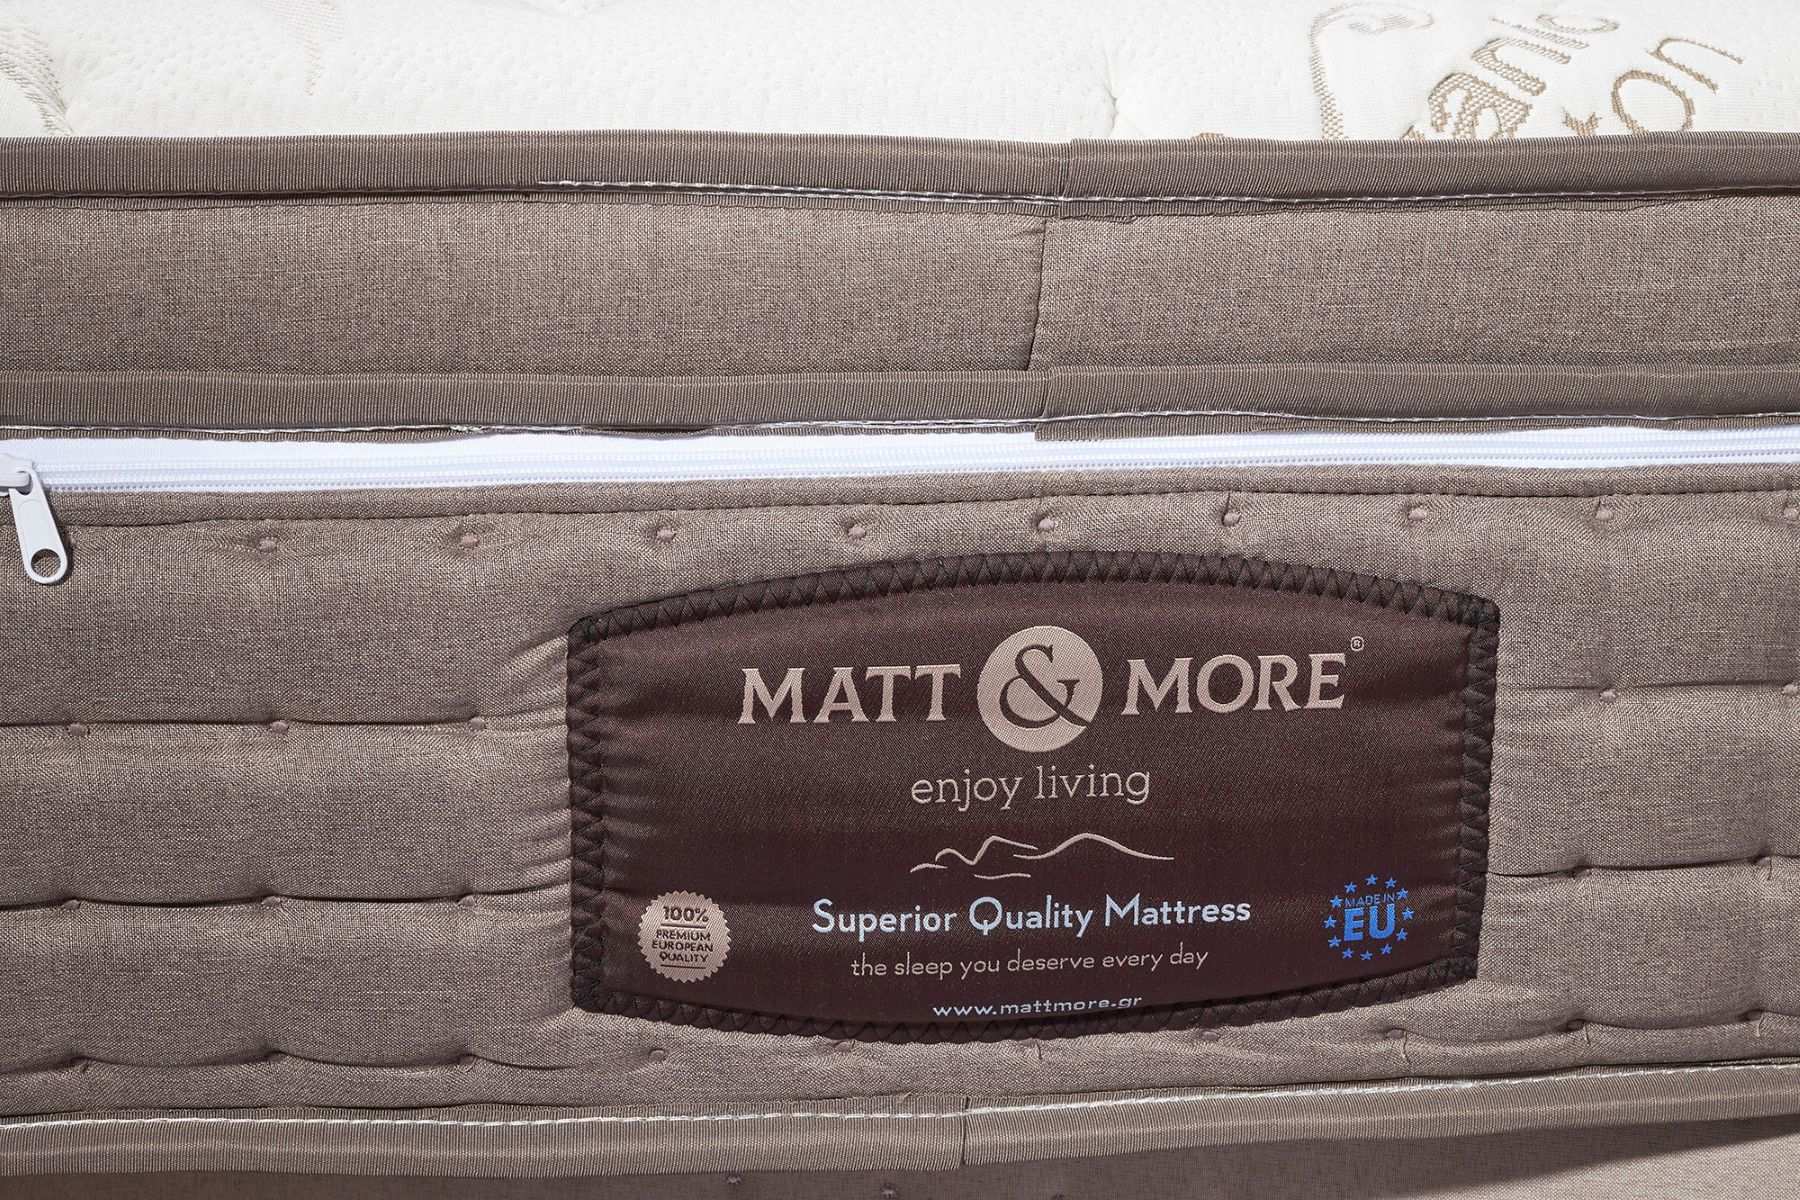 MATT & MORE®
enjoy living
Superior Quality Mattress
the sleep you deserve every day
www.mattmore.gr
100%
PREMIUM
EUROPEAN
QUALITY
MADE IN
EU